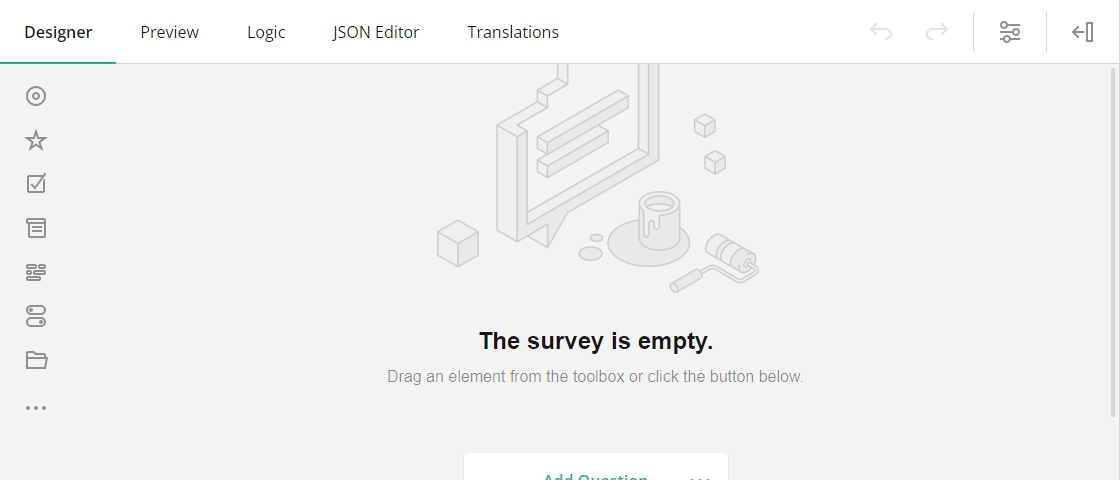 Designer Preview Logic JSON Editor Translations
The survey is empty.
Drag an element from the toolbox or click the button below.
Add Question